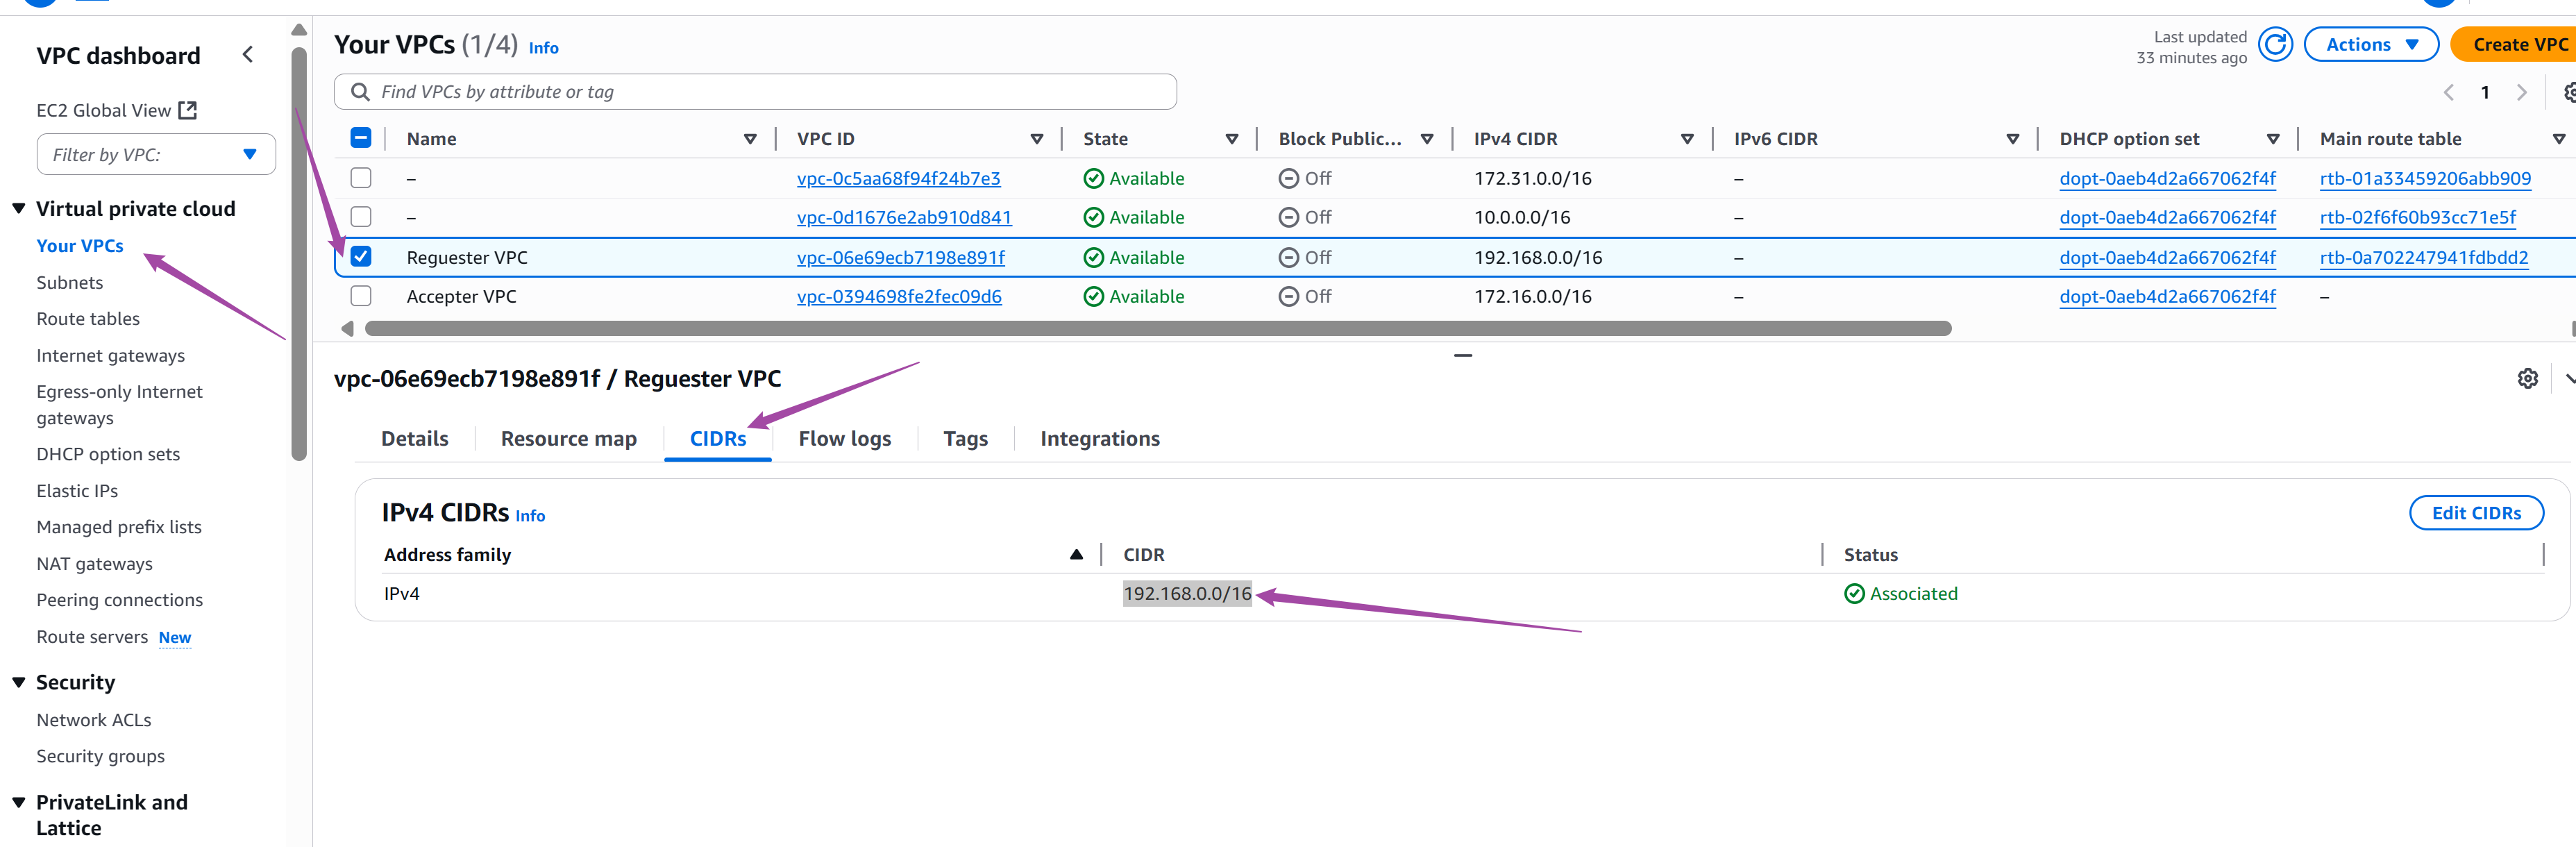 VPC dashboard
EC2 Global View
Filter by VPC:
Virtual private cloud
Your VPCs
Subnets
Route tables
Internet gateways
Egress-only Internet
gateways
DHCP option sets
Elastic IPs
Managed prefix lists
NAT gateways
Peering connections
Route servers New
Security
Network ACLs
Security groups
PrivateLink and
Lattice
Your VPCs (1/4) Info
Last updated
33 minutes ago
Actions
Create VPC
Find VPCs by attribute or tag
1
Name VPC ID State Block Public... IPv4 CIDR IPv6 CIDR DHCP option set Main route table
– vpc-0c5aa68f94f24b7e3 Available Off 172.31.0.0/16 – dopt-0aeb4d2a667062f4f rtb-01a33459206abb909
– vpc-0d1676e2ab910d841 Available Off 10.0.0.0/16 – dopt-0aeb4d2a667062f4f rtb-02f6f60b93cc71e5f
Reguester VPC vpc-06e69ecb7198e891f Available Off 192.168.0.0/16 – dopt-0aeb4d2a667062f4f rtb-0a702247941fdbdd2
Accepter VPC vpc-0394698fe2fec09d6 Available Off 172.16.0.0/16 – dopt-0aeb4d2a667062f4f –
vpc-06e69ecb7198e891f / Reguester VPC
Details Resource map CIDRs Flow logs Tags Integrations
IPv4 CIDRs Info
Edit CIDRs
Address family CIDR Status
IPv4 192.168.0.0/16 Associated